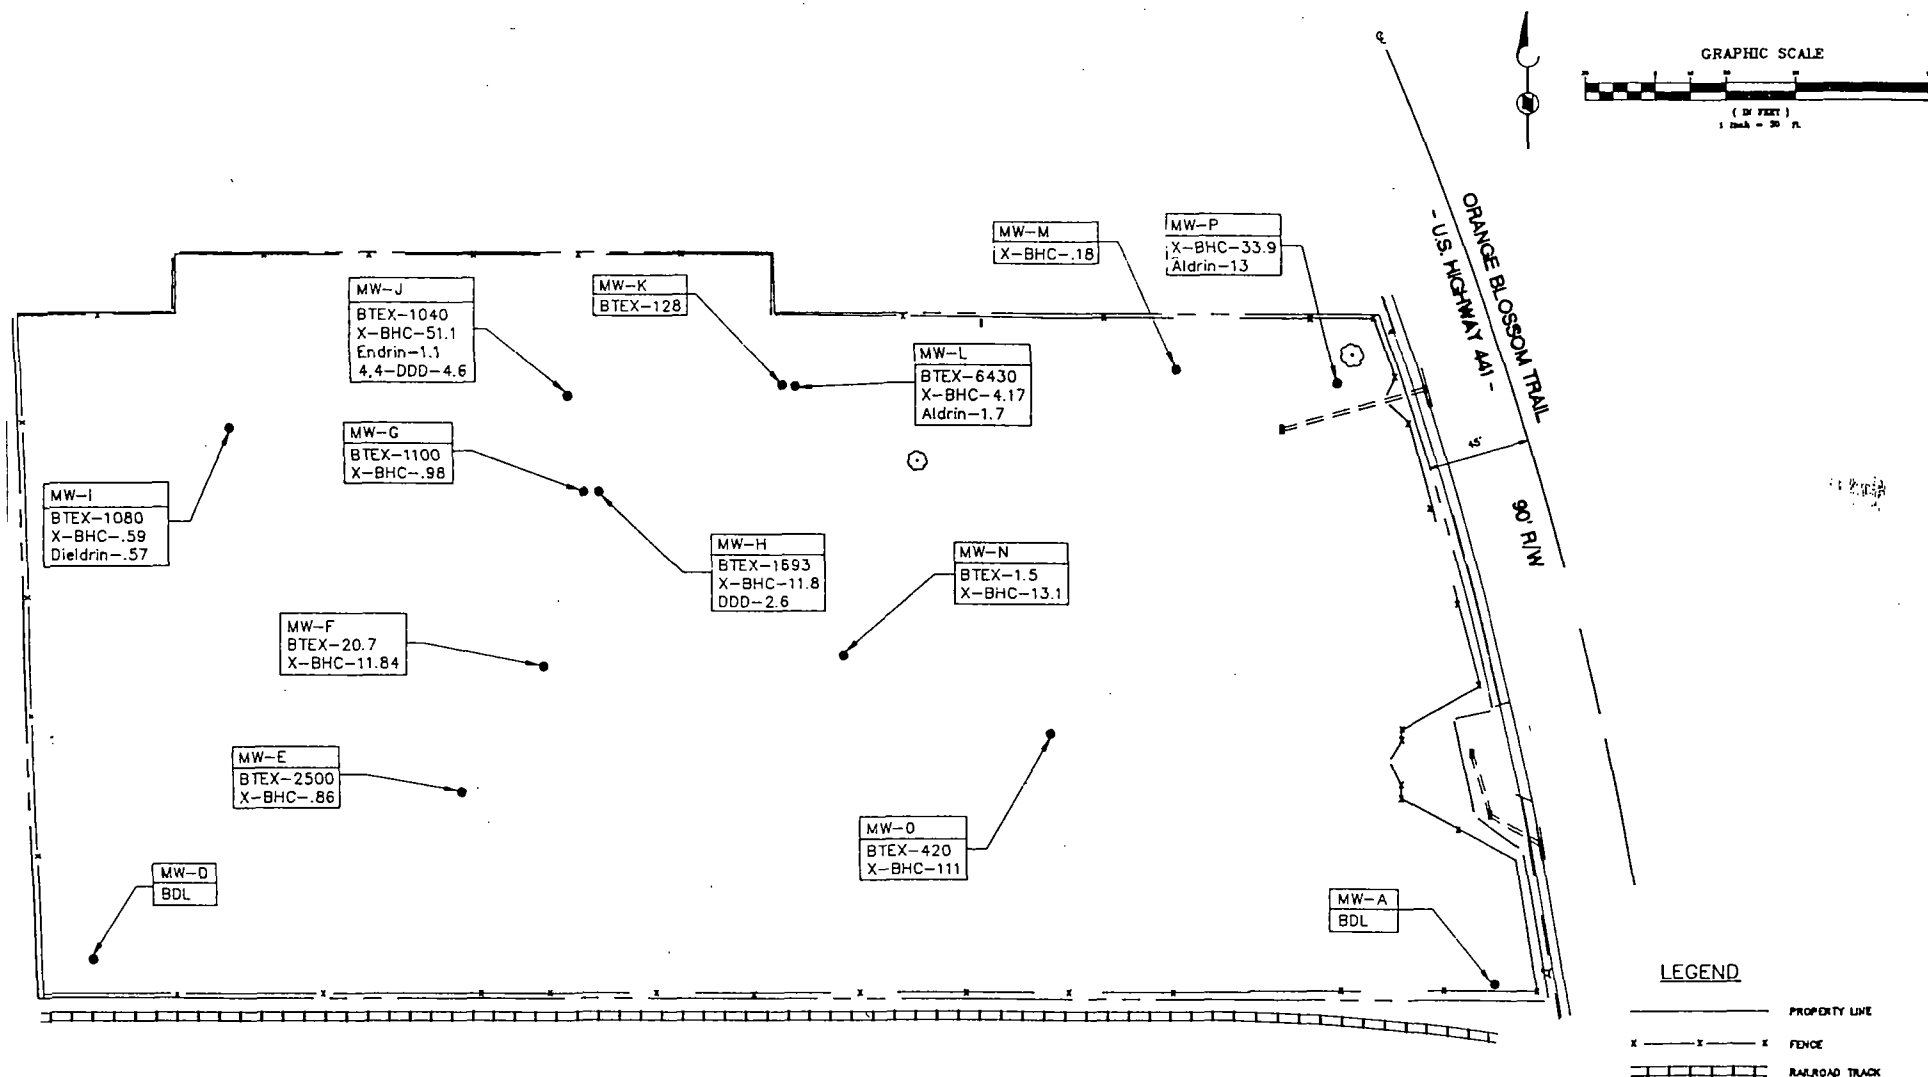 GRAPHIC SCALE
( IN FEET )
1 inch = 30 ft.
ORANGE BLOSSOM TRAIL
- U.S. HIGHWAY 441 -
45'
90' R/W
MW-M
X-BHC-.18
MW-P
X-BHC-33.9
Aldrin-13
MW-J
BTEX-1040
X-BHC-51.1
Endrin-1.1
4,4-DDD-4.6
MW-K
BTEX-128
MW-L
BTEX-6430
X-BHC-4.17
Aldrin-1.7
MW-G
BTEX-1100
X-BHC-.98
MW-I
BTEX-1080
X-BHC-.59
Dieldrin-.57
MW-H
BTEX-1693
X-BHC-11.8
DDD-2.6
MW-N
BTEX-1.5
X-BHC-13.1
MW-F
BTEX-20.7
X-BHC-11.84
MW-E
BTEX-2500
X-BHC-.86
MW-O
BTEX-420
X-BHC-111
MW-D
BDL
MW-A
BDL
LEGEND
PROPERTY LINE
FENCE
RAILROAD TRACK